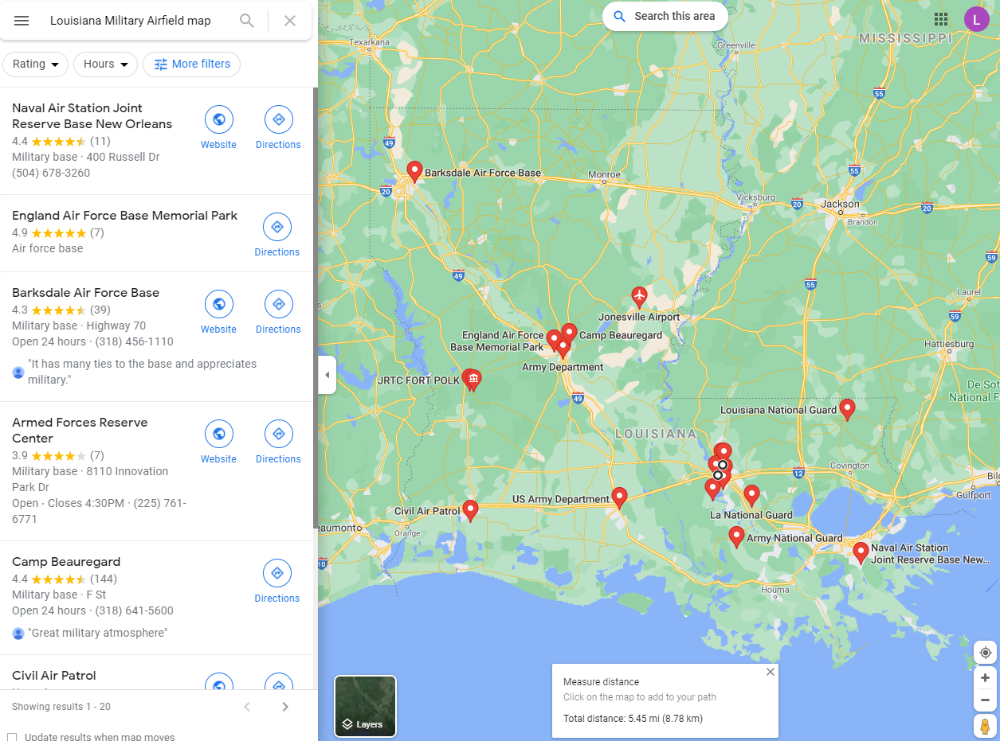 Louisiana Military Airfield map
Rating
Hours
More filters
Naval Air Station Joint
Reserve Base New Orleans
4.4 (11)
Military base · 400 Russell Dr
(504) 678-3260
Website
Directions
England Air Force Base Memorial Park
4.9 (7)
Air force base
Directions
Barksdale Air Force Base
4.3 (39)
Military base · Highway 70
Open 24 hours · (318) 456-1110
Website
Directions
"It has many ties to the base and appreciates
military."
Armed Forces Reserve
Center
3.9 (7)
Military base · 8110 Innovation
Park Dr
Open · Closes 4:30PM · (225) 761-
6771
Website
Directions
Camp Beauregard
4.4 (144)
Military base · F St
Open 24 hours · (318) 641-5600
Directions
"Great military atmosphere"
Civil Air Patrol
Showing results 1 - 20
Update results when map moves
Search this area
L
MISSISSIPPI
Texarkana
Greenville
55
49
Barksdale Air Force Base
Monroe
55
20
Vicksburg
20
Jackson
20
Brandon
59
49
55
Laurel
Jonesville Airport
59
England Air Force
Base Memorial Park
Camp Beauregard
Hattiesburg
Army Department
JRTC FORT POLK
De Sot
National F
49
Louisiana National Guard
LOUISIANA
Covington
12
Bil
Gulfport
US Army Department
Civil Air Patrol
La National Guard
eaumont
Orange
Army National Guard
Naval Air Station
Joint Reserve Base New...
10
Houma
Measure distance
Click on the map to add to your path
Total distance: 5.45 mi (8.78 km)
Layers